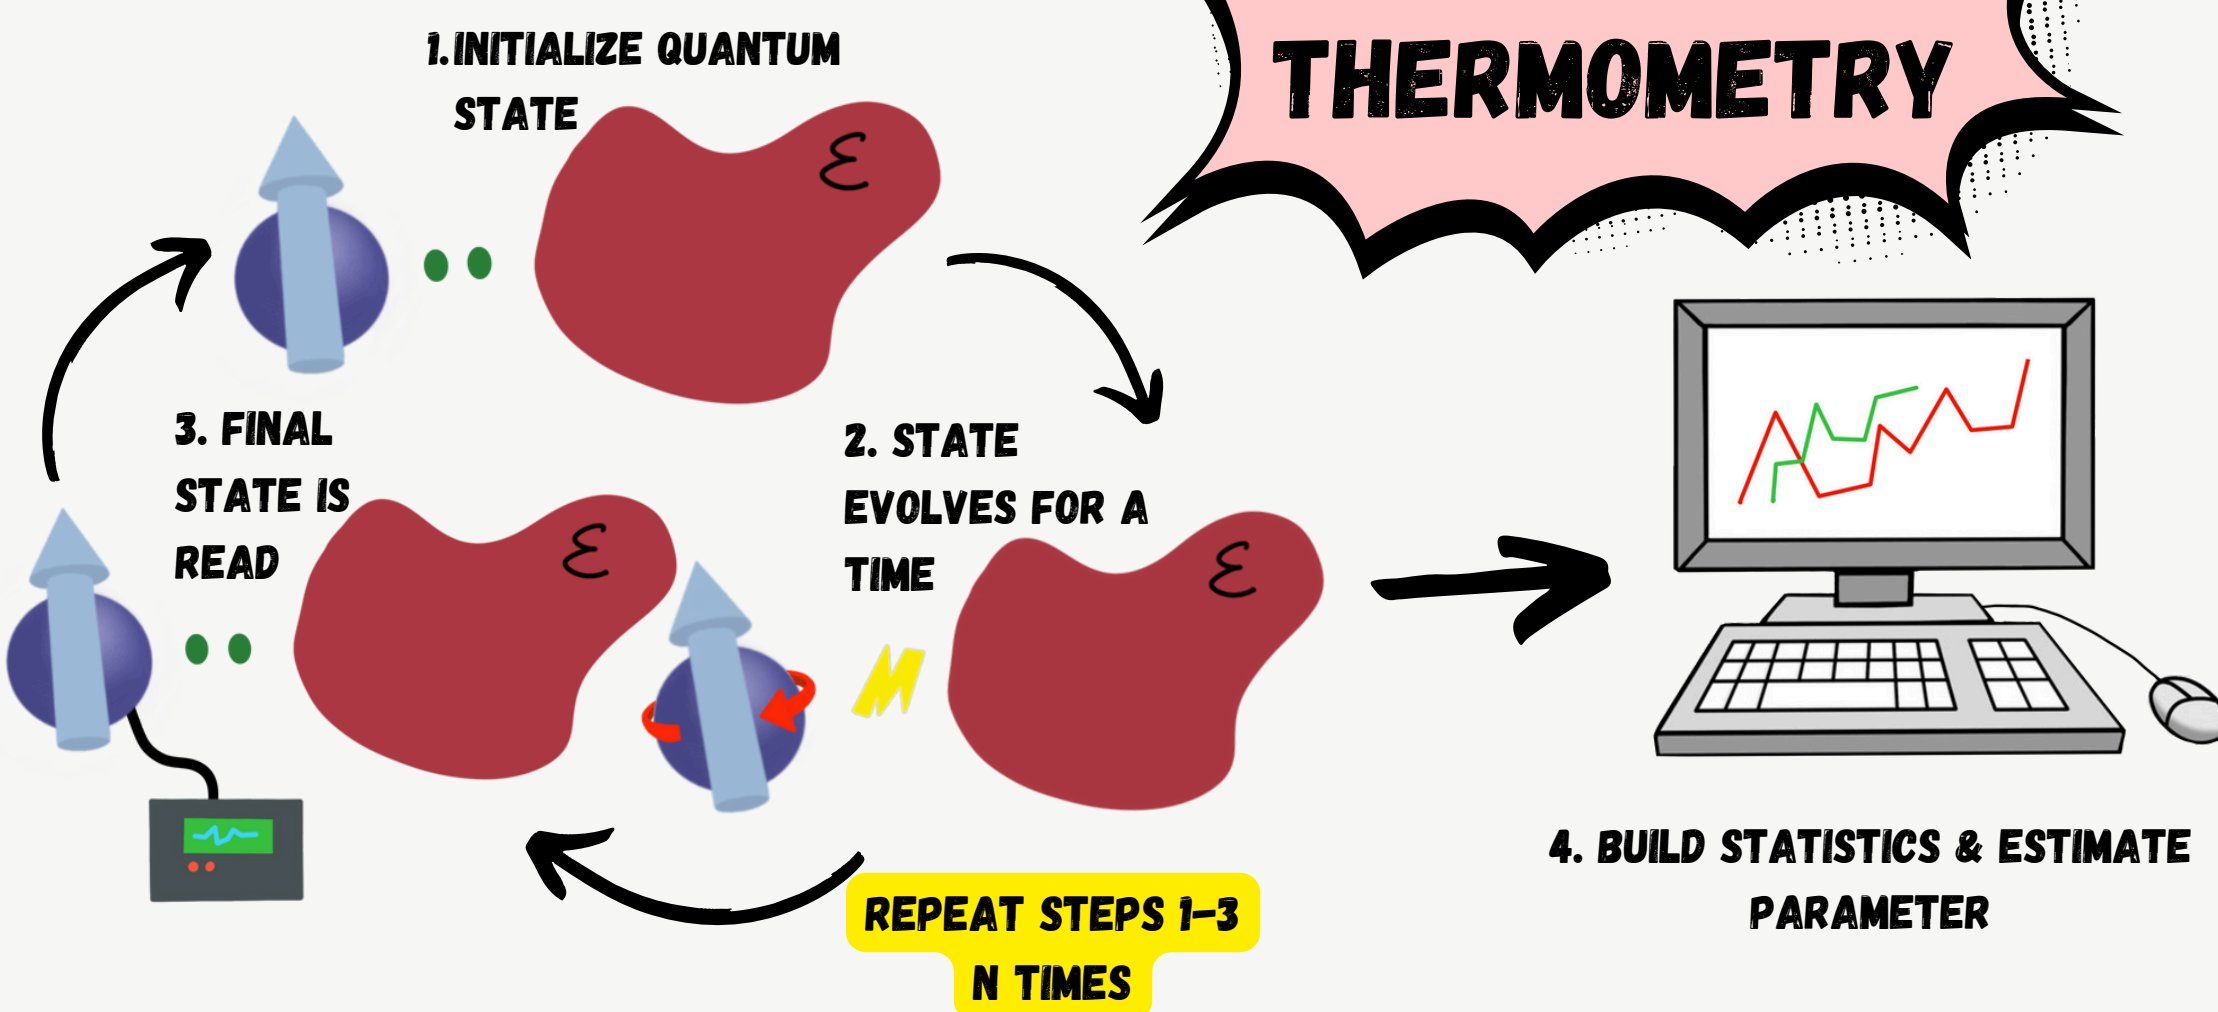 THERMOMETRY
1.INITIALIZE QUANTUM
STATE
ε
2. STATE
EVOLVES FOR A
TIME
ε
3. FINAL
STATE IS
READ
ε
REPEAT STEPS 1-3
N TIMES
4. BUILD STATISTICS & ESTIMATE
PARAMETER